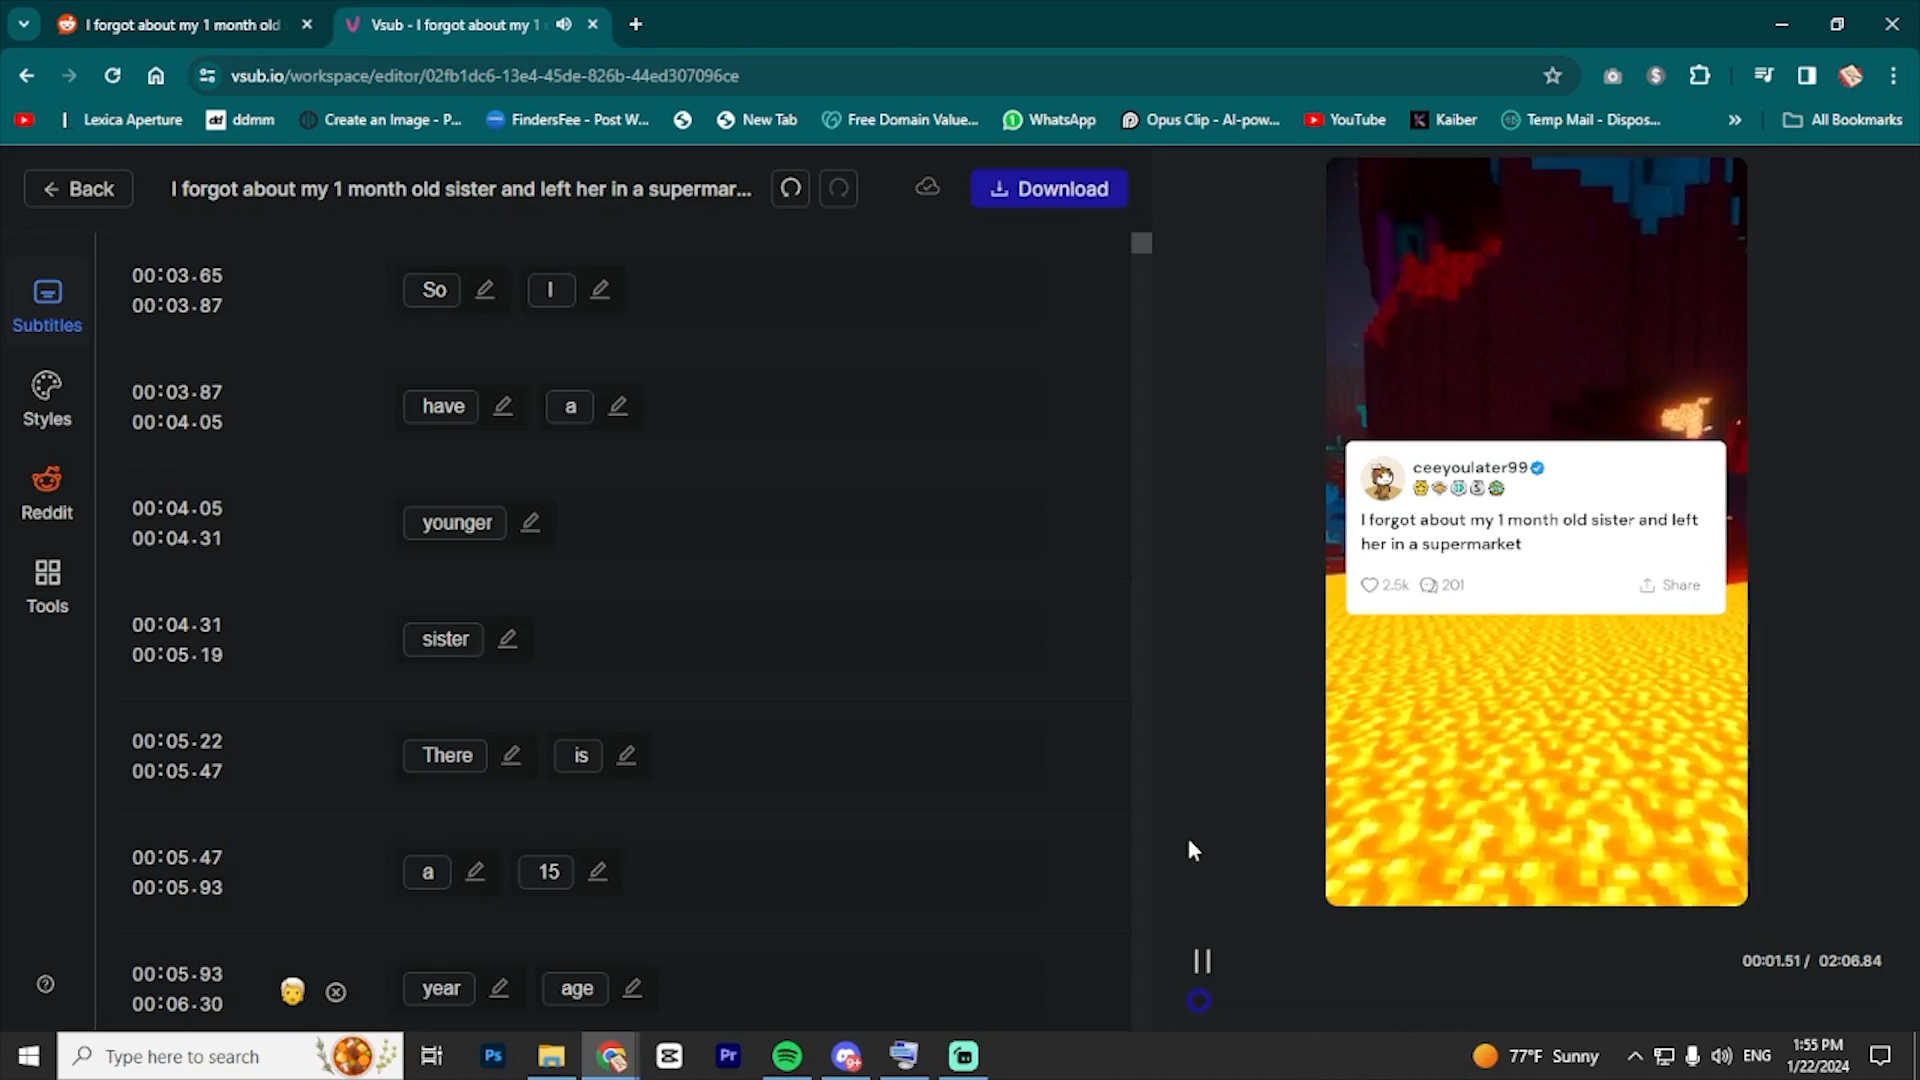 I forgot about my 1 month old
Vsub - I forgot about my 1
vsub.io/workspace/editor/02fb1dc6-13e4-45de-826b-44ed307096ce
Lexica Aperture
dd ddmm
Create an Image - P...
FindersFee - Post W...
New Tab
Free Domain Value...
WhatsApp
Opus Clip - AI-pow...
YouTube
Kaiber
Temp Mail - Dispos...
»
All Bookmarks
Back
I forgot about my 1 month old sister and left her in a supermar...
Download
Subtitles
Styles
Reddit
Tools
00:03.65
00:03.87
So I
00:03.87
00:04.05
have a
00:04.05
00:04.31
younger
00:04.31
00:05.19
sister
00:05.22
00:05.47
There is
00:05.47
00:05.93
a 15
00:05.93
00:06.30
year age
ceeyoulater99
I forgot about my 1 month old sister and left
her in a supermarket
2.5k 201 Share
00:01.51 / 02:06.84
Type here to search
Ps
Pr
9+
77°F Sunny
ENG
1:55 PM
1/22/2024